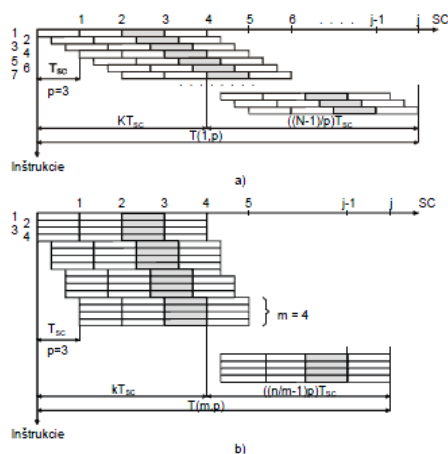 1 2 3 4 5 6 . . . . . j-1 j SC
1
2
3
4
5
6
7
T_SC
p=3
. . . . . . . .
KT_SC
((N-1)/p)T_SC
T(1,p)
Inštrukcie
a)
1 2 3 4 5 j-1 j SC
1
2
3
4
m = 4
T_SC
p=3
kT_SC
((n/m-1)p)T_SC
T(m.p)
Inštrukcie
b)